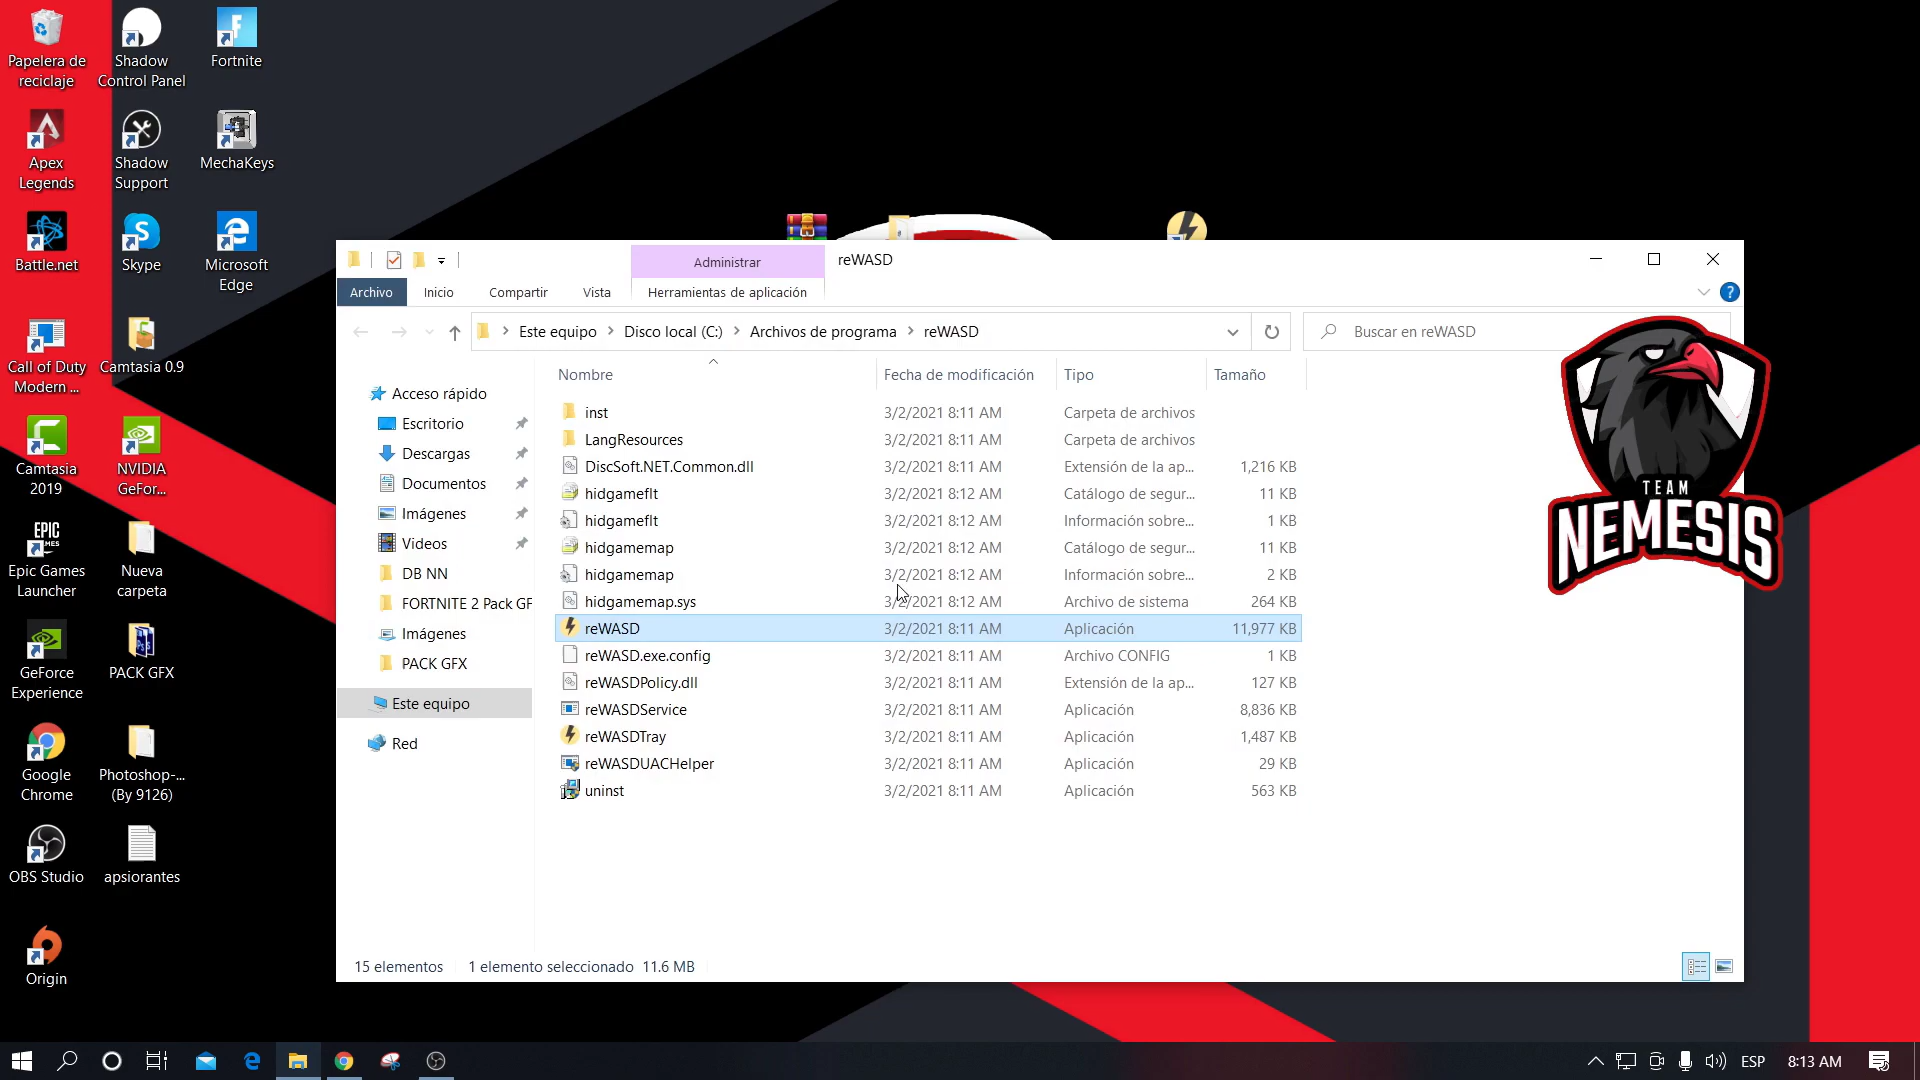 Papelera de
reciclaje
Shadow
Control Panel
Fortnite
Apex
Legends
Shadow
Support
MechaKeys
Battle.net
Skype
Microsoft
Edge
Call of Duty
Modern ...
Camtasia 0.9
Camtasia
2019
NVIDIA
GeFor...
EPIC
GAMES
Epic Games
Launcher
Nueva
carpeta
GeForce
Experience
PACK GFX
Google
Chrome
Photoshop-...
(By 9126)
OBS Studio
apsiorantes
Origin
Administrar
reWASD
Archivo
Inicio
Compartir
Vista
Herramientas de aplicación
Este equipo
Disco local (C:)
Archivos de programa
reWASD
Buscar en reWASD
Acceso rápido
Escritorio
Descargas
Documentos
Imágenes
Videos
DB NN
FORTNITE 2 Pack GF
Imágenes
PACK GFX
Este equipo
Red
Nombre Fecha de modificación Tipo Tamaño
inst 3/2/2021 8:11 AM Carpeta de archivos
LangResources 3/2/2021 8:11 AM Carpeta de archivos
DiscSoft.NET.Common.dll 3/2/2021 8:11 AM Extensión de la ap... 1,216 KB
hidgameflt 3/2/2021 8:12 AM Catálogo de segur... 11 KB
hidgameflt 3/2/2021 8:12 AM Información sobre... 1 KB
hidgamemap 3/2/2021 8:12 AM Catálogo de segur... 11 KB
hidgamemap 3/2/2021 8:12 AM Información sobre... 2 KB
hidgamemap.sys 3/2/2021 8:12 AM Archivo de sistema 264 KB
reWASD 3/2/2021 8:11 AM Aplicación 11,977 KB
reWASD.exe.config 3/2/2021 8:11 AM Archivo CONFIG 1 KB
reWASDPolicy.dll 3/2/2021 8:11 AM Extensión de la ap... 127 KB
reWASDService 3/2/2021 8:11 AM Aplicación 8,836 KB
reWASDTray 3/2/2021 8:11 AM Aplicación 1,487 KB
reWASDUACHelper 3/2/2021 8:11 AM Aplicación 29 KB
uninst 3/2/2021 8:11 AM Aplicación 563 KB
TEAM
NEMESIS
15 elementos
1 elemento seleccionado 11.6 MB
ESP
8:13 AM